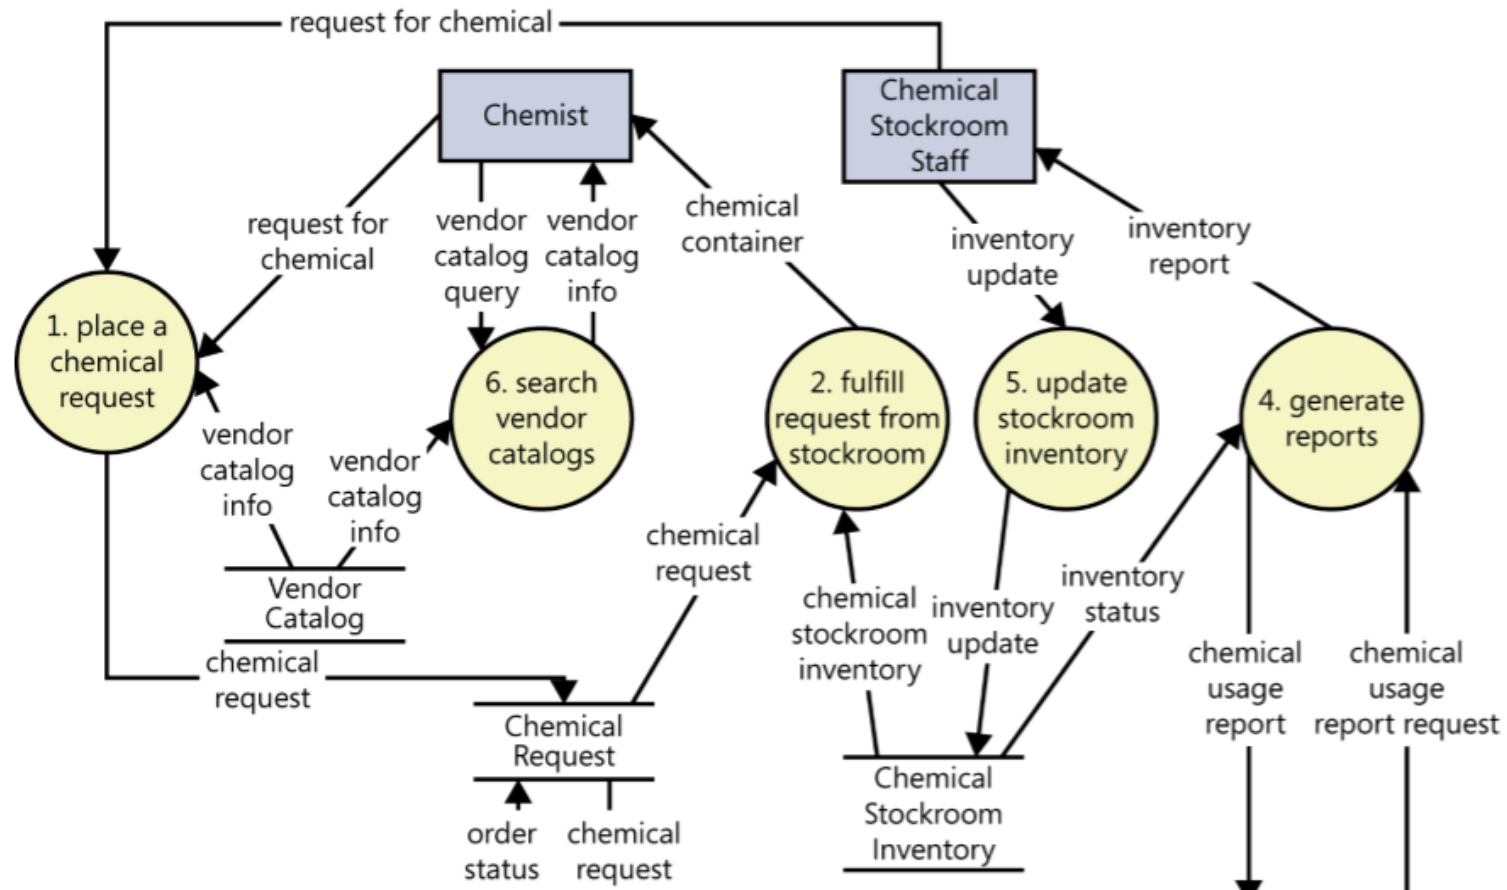 request for chemical
Chemist
Chemical
Stockroom
Staff
request for
chemical
vendor
catalog
query
vendor
catalog
info
chemical
container
inventory
update
inventory
report
1. place a
chemical
request
6. search
vendor
catalogs
2. fulfill
request from
stockroom
5. update
stockroom
inventory
4. generate
reports
vendor
catalog
info
vendor
catalog
info
chemical
request
Vendor
Catalog
chemical
stockroom
inventory
inventory
update
inventory
status
chemical
usage
report
chemical
usage
report request
chemical
request
Chemical
Request
Chemical
Stockroom
Inventory
order
status
chemical
request